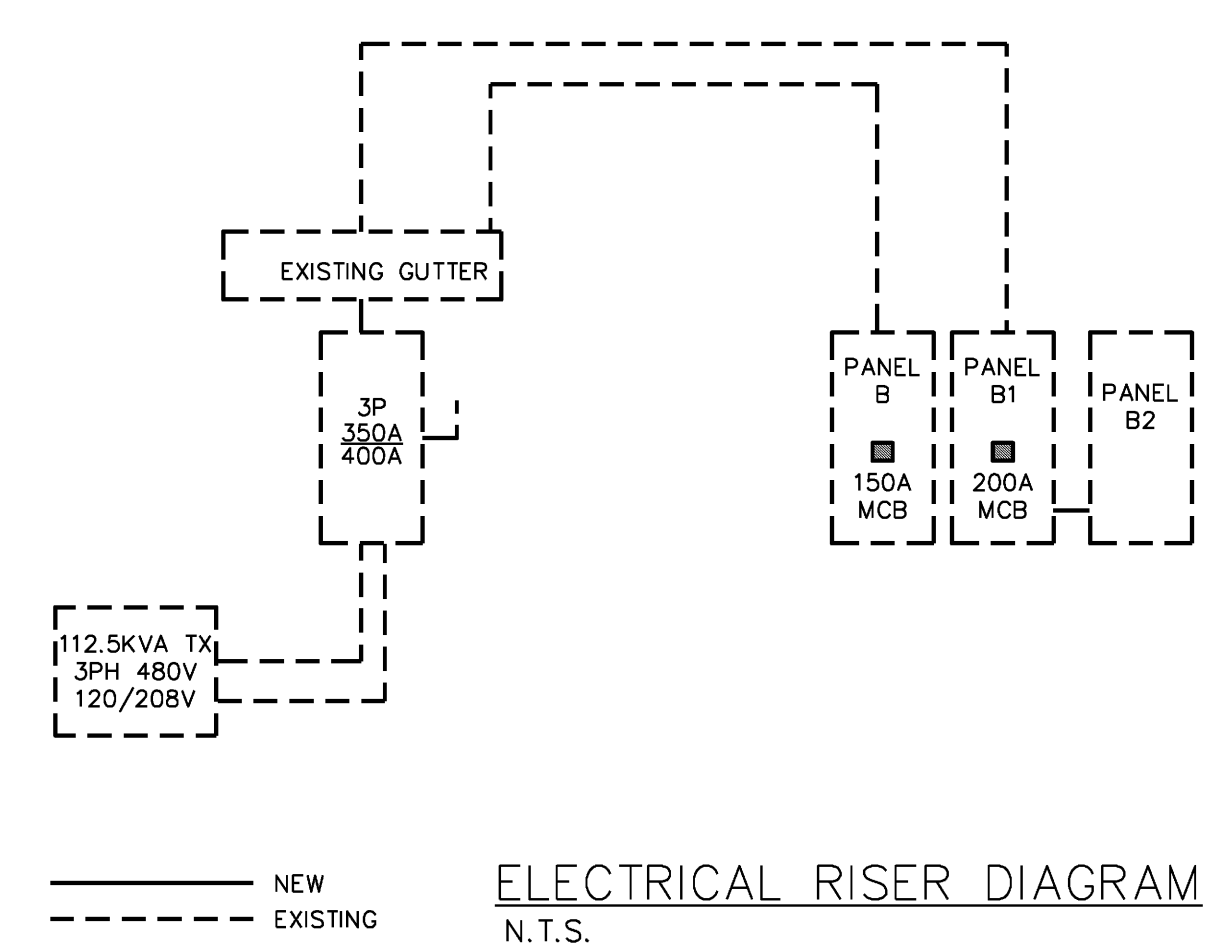 EXISTING GUTTER
3P
350A
400A
PANEL
B
150A
MCB
PANEL
B1
200A
MCB
PANEL
B2
112.5KVA TX
3PH 480V
120/208V
NEW
EXISTING
ELECTRICAL RISER DIAGRAM
N.T.S.